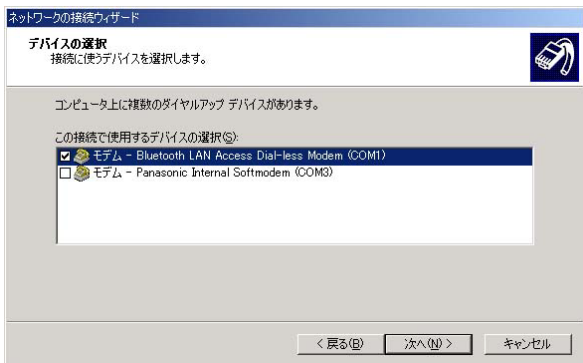 ネットワークの接続ウィザード
デバイスの選択
接続に使うデバイスを選択します。
コンピュータ上に複数のダイヤルアップ デバイスがあります。
この接続で使用するデバイスの選択(S):
モデム - Bluetooth LAN Access Dial-less Modem (COM1)
モデム - Panasonic Internal Softmodem (COM3)
< 戻る(B) 次へ(N) > キャンセル